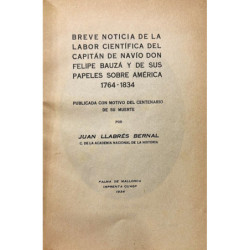 BREVE NOTICIA DE LA
LABOR CIENTÍFICA DEL
CAPITÁN DE NAVÍO DON
FELIPE BAUZÁ Y DE SUS
PAPELES SOBRE AMÉRICA
1764-1834
PUBLICADA CON MOTIVO DEL CENTENARIO
DE SU MUERTE
POR
JUAN LLABRÉS BERNAL
C. DE LA ACADEMIA NACIONAL DE LA HISTORIA
PALMA DE MALLORCA
IMPRENTA GUASP